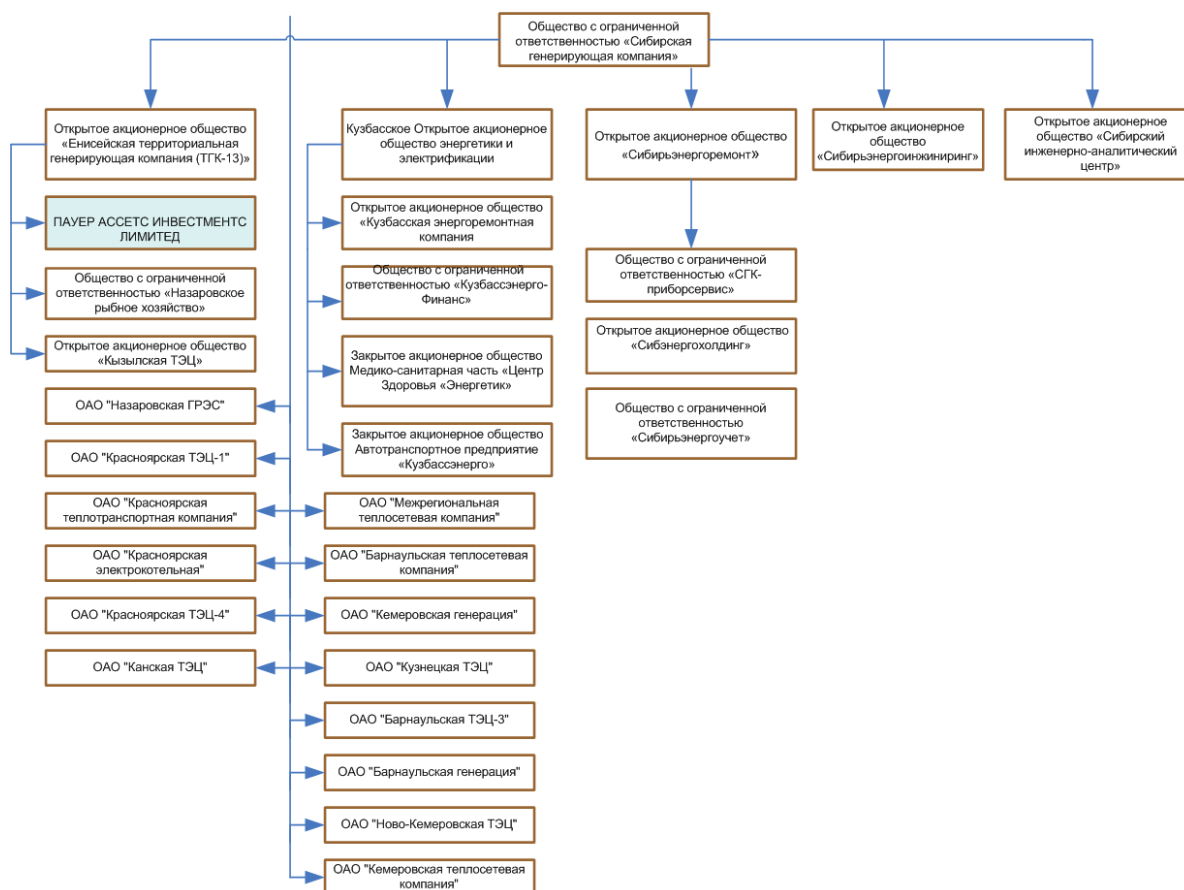 Общество с ограниченной
ответственностью «Сибирская
генерирующая компания»
Открытое акционерное общество
«Енисейская территориальная
генерирующая компания (ТГК-13)»
Кузбасское Открытое акционерное
общество энергетики и
электрификации
Открытое акционерное общество
«Сибирьэнергоремонт»
Открытое акционерное
общество
«Сибирьэнергоинжиниринг»
Открытое акционерное
общество «Сибирский
инженерно-аналитический
центр»
ПАУЕР АССЕТС ИНВЕСТМЕНТС
ЛИМИТЕД
Открытое акционерное общество
«Кузбасская энергоремонтная
компания
Общество с ограниченной
ответственностью «СГК-
приборсервис»
Общество с ограниченной
ответственностью «Назаровское
рыбное хозяйство»
Общество с ограниченной
ответственностью «Кузбассэнерго-
Финанс»
Открытое акционерное общество
«Сибэнергохолдинг»
Открытое акционерное общество
«Кызылская ТЭЦ»
Закрытое акционерное общество
Медико-санитарная часть «Центр
Здоровья «Энергетик»
Общество с ограниченной
ответственностью
«Сибирьэнергоучет»
ОАО "Назаровская ГРЭС"
Закрытое акционерное общество
Автотранспортное предприятие
«Кузбассэнерго»
ОАО "Красноярская ТЭЦ-1"
ОАО "Красноярская
теплотранспортная компания"
ОАО "Межрегиональная
теплосетевая компания"
ОАО "Красноярская
электрокотельная"
ОАО "Барнаульская теплосетевая
компания"
ОАО "Красноярская ТЭЦ-4"
ОАО "Кемеровская генерация"
ОАО "Канская ТЭЦ"
ОАО "Кузнецкая ТЭЦ"
ОАО "Барнаульская ТЭЦ-3"
ОАО "Барнаульская генерация"
ОАО "Ново-Кемеровская ТЭЦ"
ОАО "Кемеровская теплосетевая
компания"